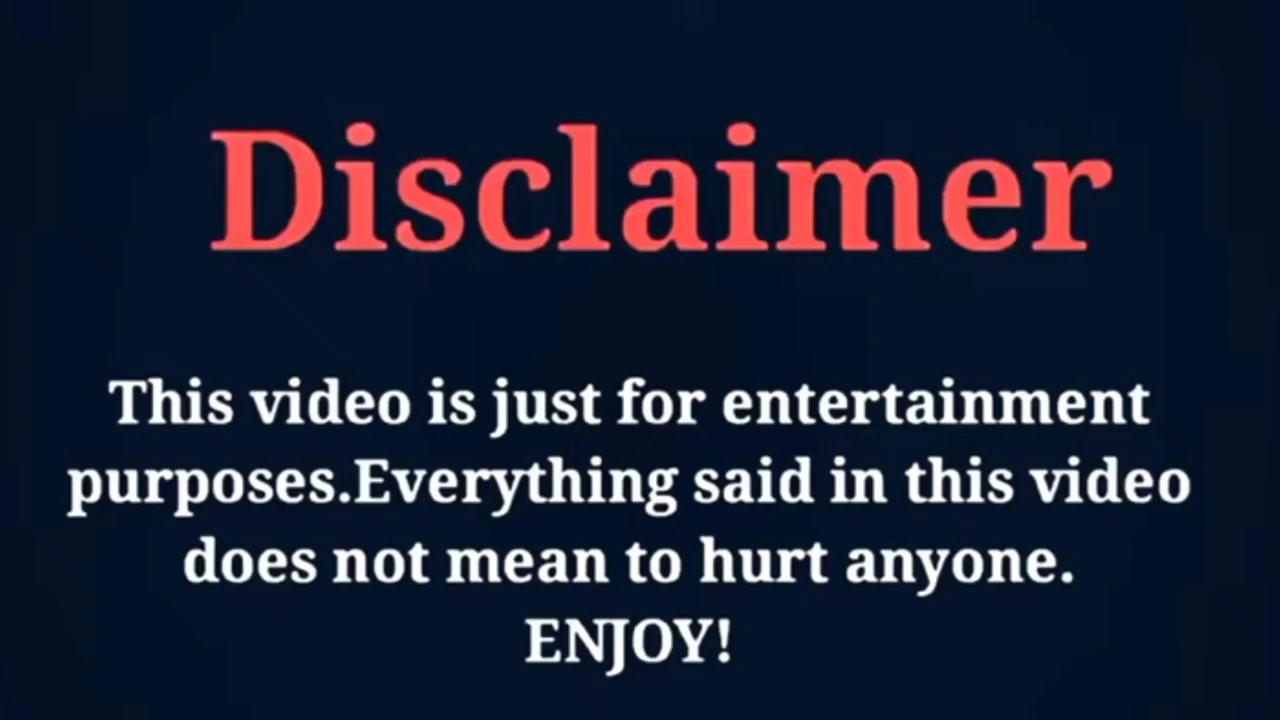 Disclaimer
This video is just for entertainment
purposes.Everything said in this video
does not mean to hurt anyone.
ENJOY!